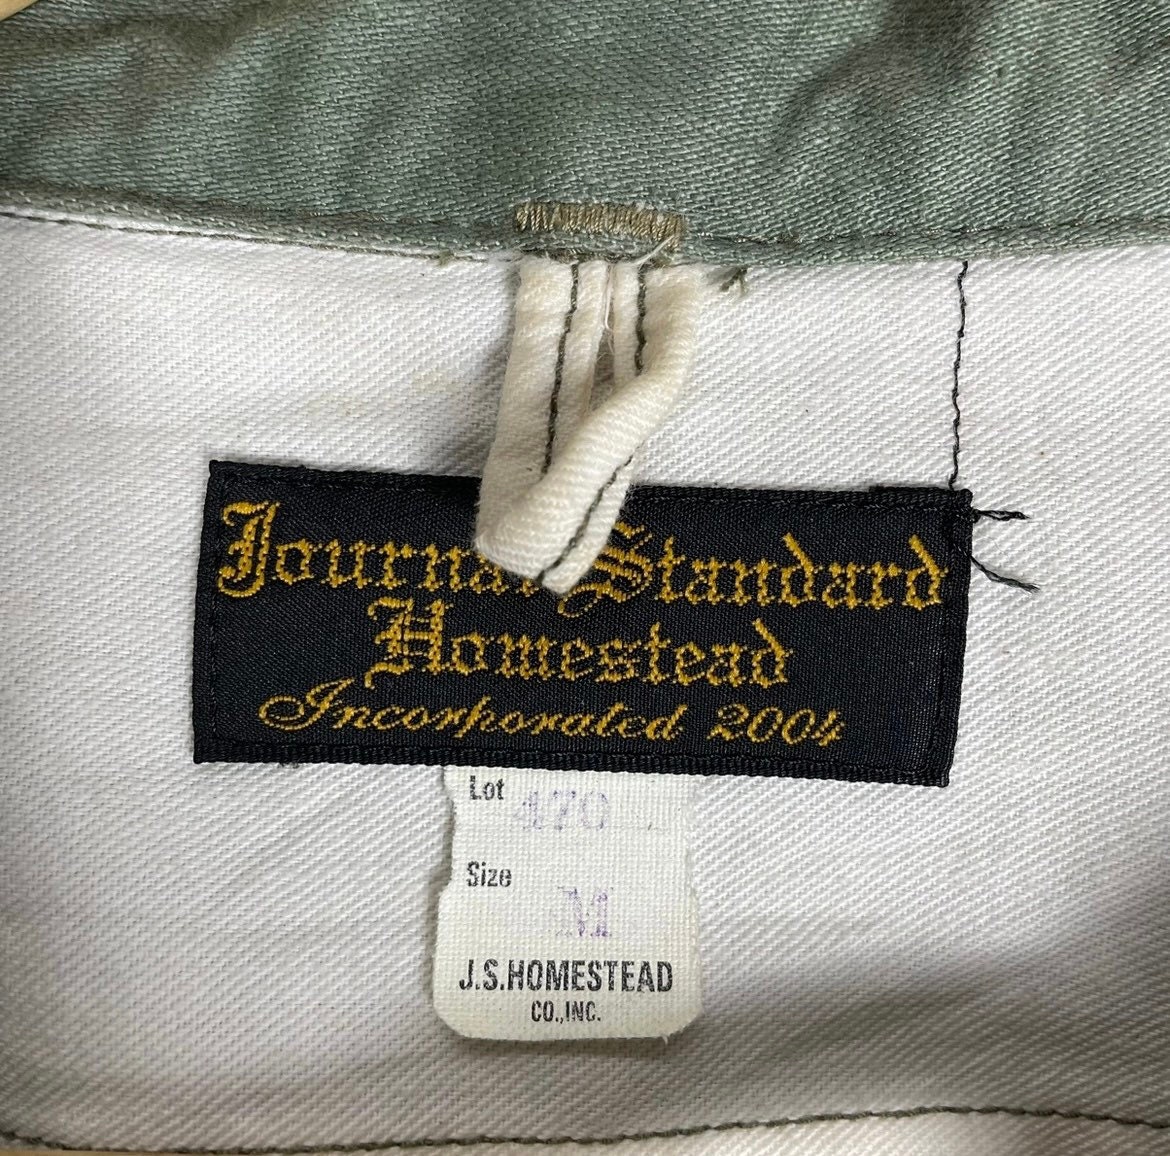 Journal Standard
Homestead
Incorporated 2004
Lot 470
Size M
J.S.HOMESTEAD
CO.,INC.